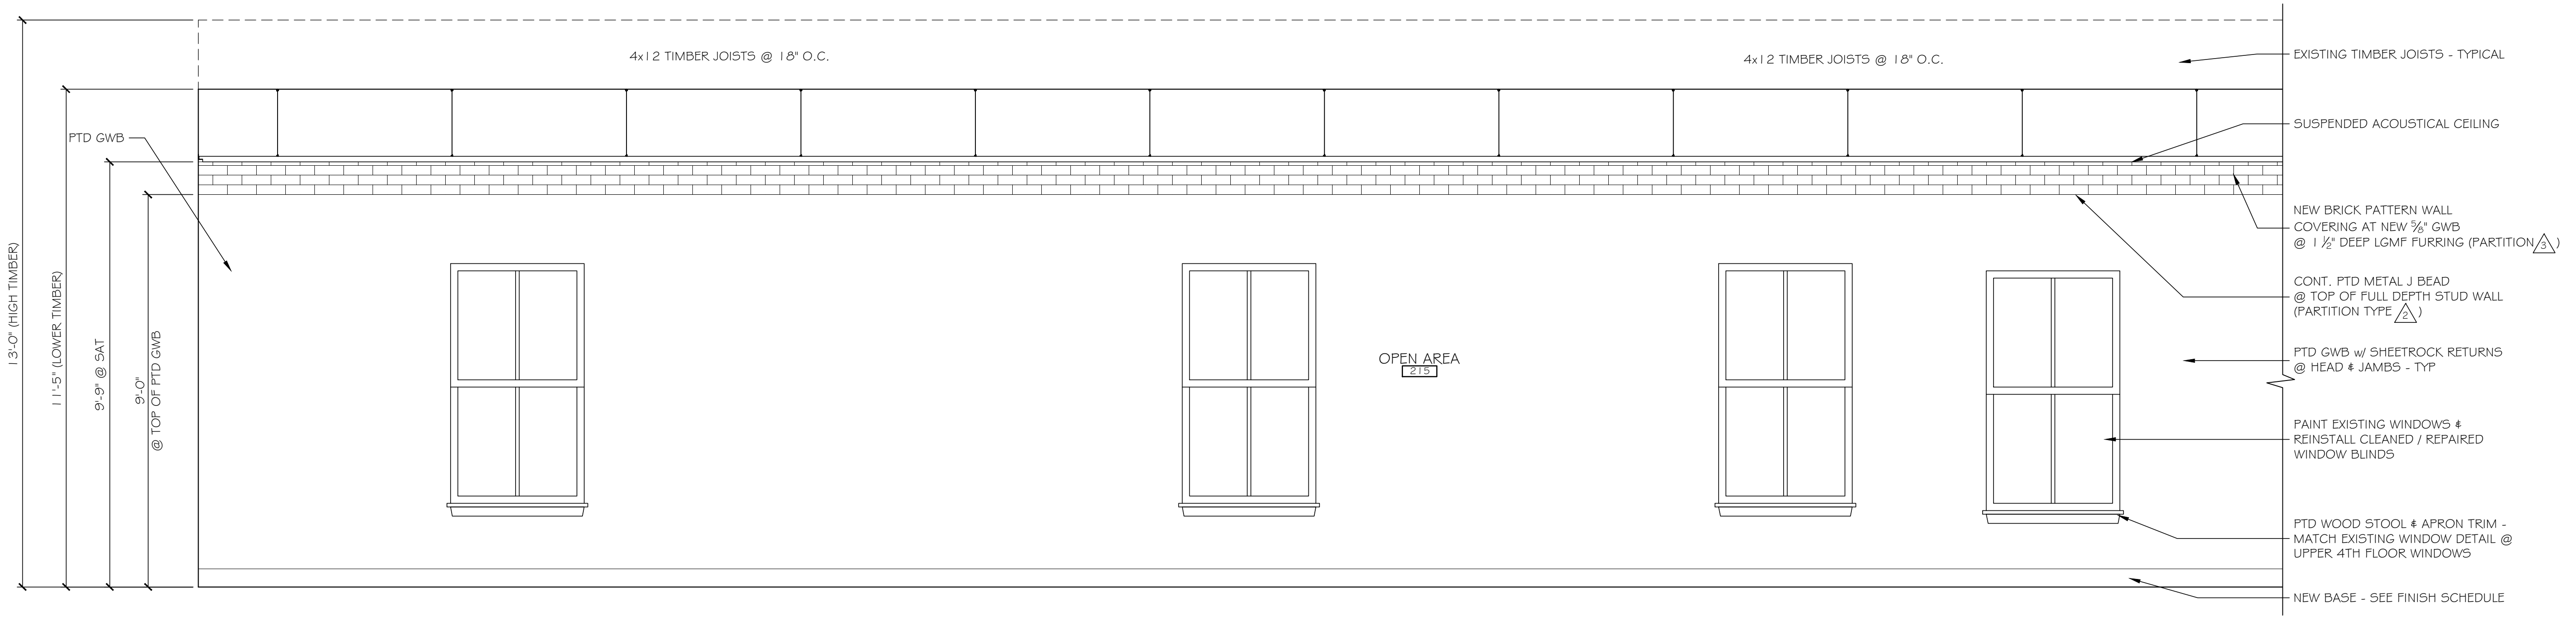 4x12 TIMBER JOISTS @ 18" O.C.
4x12 TIMBER JOISTS @ 18" O.C.
EXISTING TIMBER JOISTS - TYPICAL
SUSPENDED ACOUSTICAL CEILING
PTD GWB
NEW BRICK PATTERN WALL
COVERING AT NEW 5/8" GWB
@ 1 1/2" DEEP LGMF FURRING (PARTITION 3 )
CONT. PTD METAL J BEAD
@ TOP OF FULL DEPTH STUD WALL
(PARTITION TYPE 2 )
13'-0" (HIGH TIMBER)
11'-5" (LOWER TIMBER)
9'-9" @ SAT
9'-0"
@ TOP OF PTD GWB
OPEN AREA
215
PTD GWB w/ SHEETROCK RETURNS
@ HEAD & JAMBS - TYP
PAINT EXISTING WINDOWS &
REINSTALL CLEANED / REPAIRED
WINDOW BLINDS
PTD WOOD STOOL & APRON TRIM -
MATCH EXISTING WINDOW DETAIL @
UPPER 4TH FLOOR WINDOWS
NEW BASE - SEE FINISH SCHEDULE